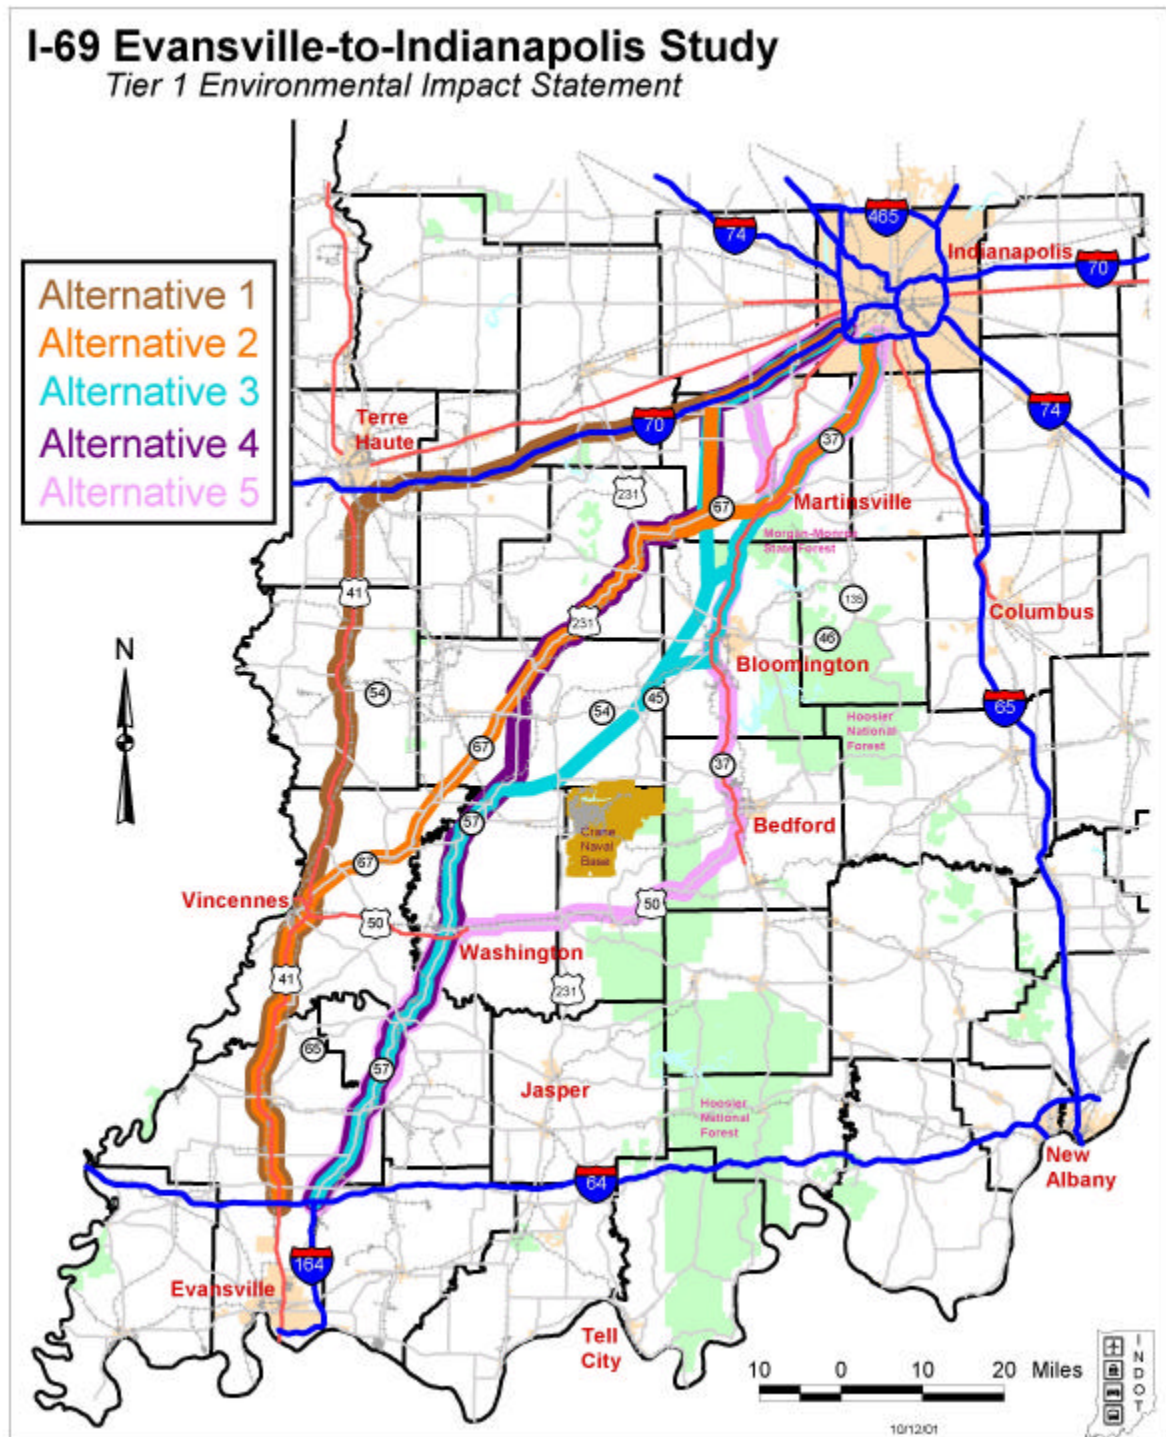 I-69 Evansville-to-Indianapolis Study
Tier 1 Environmental Impact Statement
74
465
Indianapolis
70
Alternative 1
Alternative 2
Alternative 3
Alternative 4
Alternative 5
Terre
Haute
70
74
37
231
67
Martinsville
Morgan-Monroe
State Forest
41
231
135
Columbus
N
46
Bloomington
54
45
54
65
Hoosier
National
Forest
67
37
57
Crane
Naval
Base
Bedford
67
Vincennes
50
50
Washington
41
231
65
57
Jasper
Hoosier
National
Forest
64
New
Albany
164
Evansville
Tell
City
10 0 10 20 Miles
INDOT
10/12/01